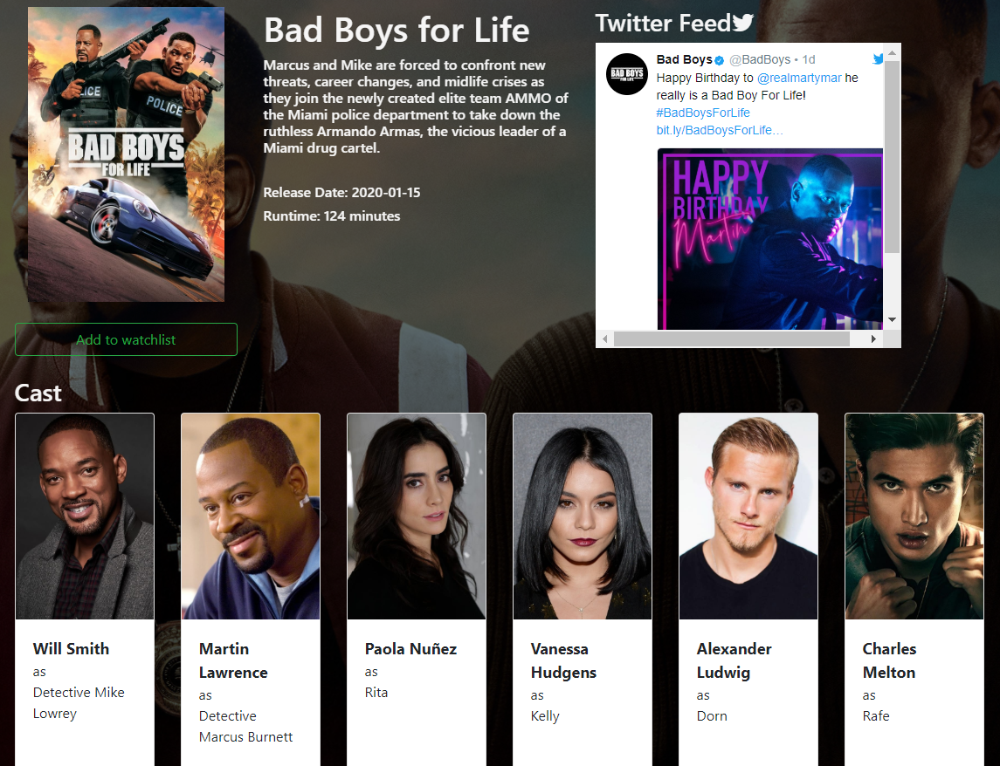 POLICE
POLICE
BAD BOYS
FOR LIFE
Add to watchlist
Bad Boys for Life
Marcus and Mike are forced to confront new
threats, career changes, and midlife crises as
they join the newly created elite team AMMO of
the Miami police department to take down the
ruthless Armando Armas, the vicious leader of a
Miami drug cartel.
Release Date: 2020-01-15
Runtime: 124 minutes
Twitter Feed
BAD BOYS
FOR LIFE
Bad Boys @BadBoys • 1d
Happy Birthday to @realmartymar he
really is a Bad Boy For Life!
#BadBoysForLife
bit.ly/BadBoysForLife…
HAPPY
BIRTHDAY
Martin
Cast
Will Smith
as
Detective Mike
Lowrey
Martin
Lawrence
as
Detective
Marcus Burnett
Paola Nuñez
as
Rita
Vanessa
Hudgens
as
Kelly
Alexander
Ludwig
as
Dorn
Charles
Melton
as
Rafe